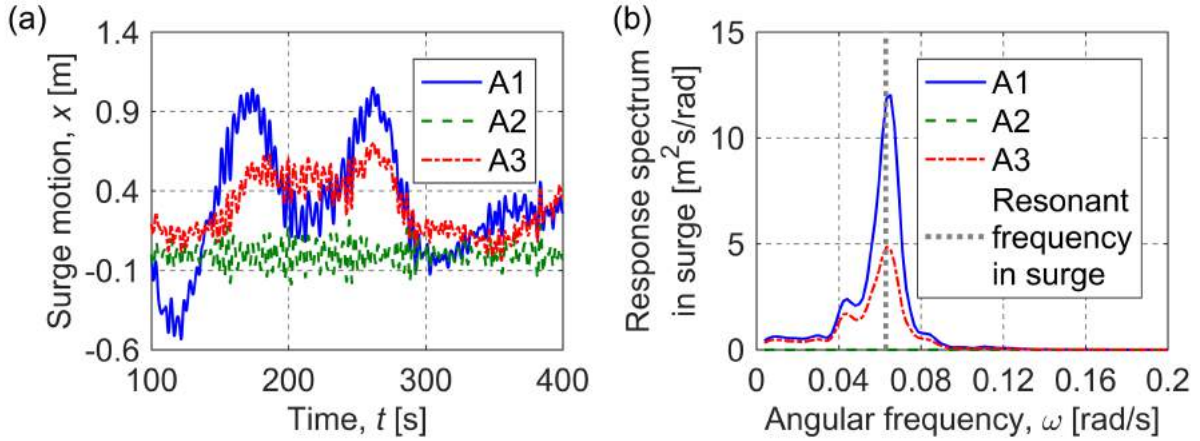 (a)
Surge motion, x [m]
1.4
0.9
0.4
-0.1
-0.6
100
200
300
400
Time, t [s]
A1
A2
A3
(b)
Response spectrum
in surge [m²s/rad]
15
10
5
0
0
0.04
0.08
0.12
0.16
0.2
Angular frequency, ω [rad/s]
A1
A2
A3
Resonant
frequency
in surge